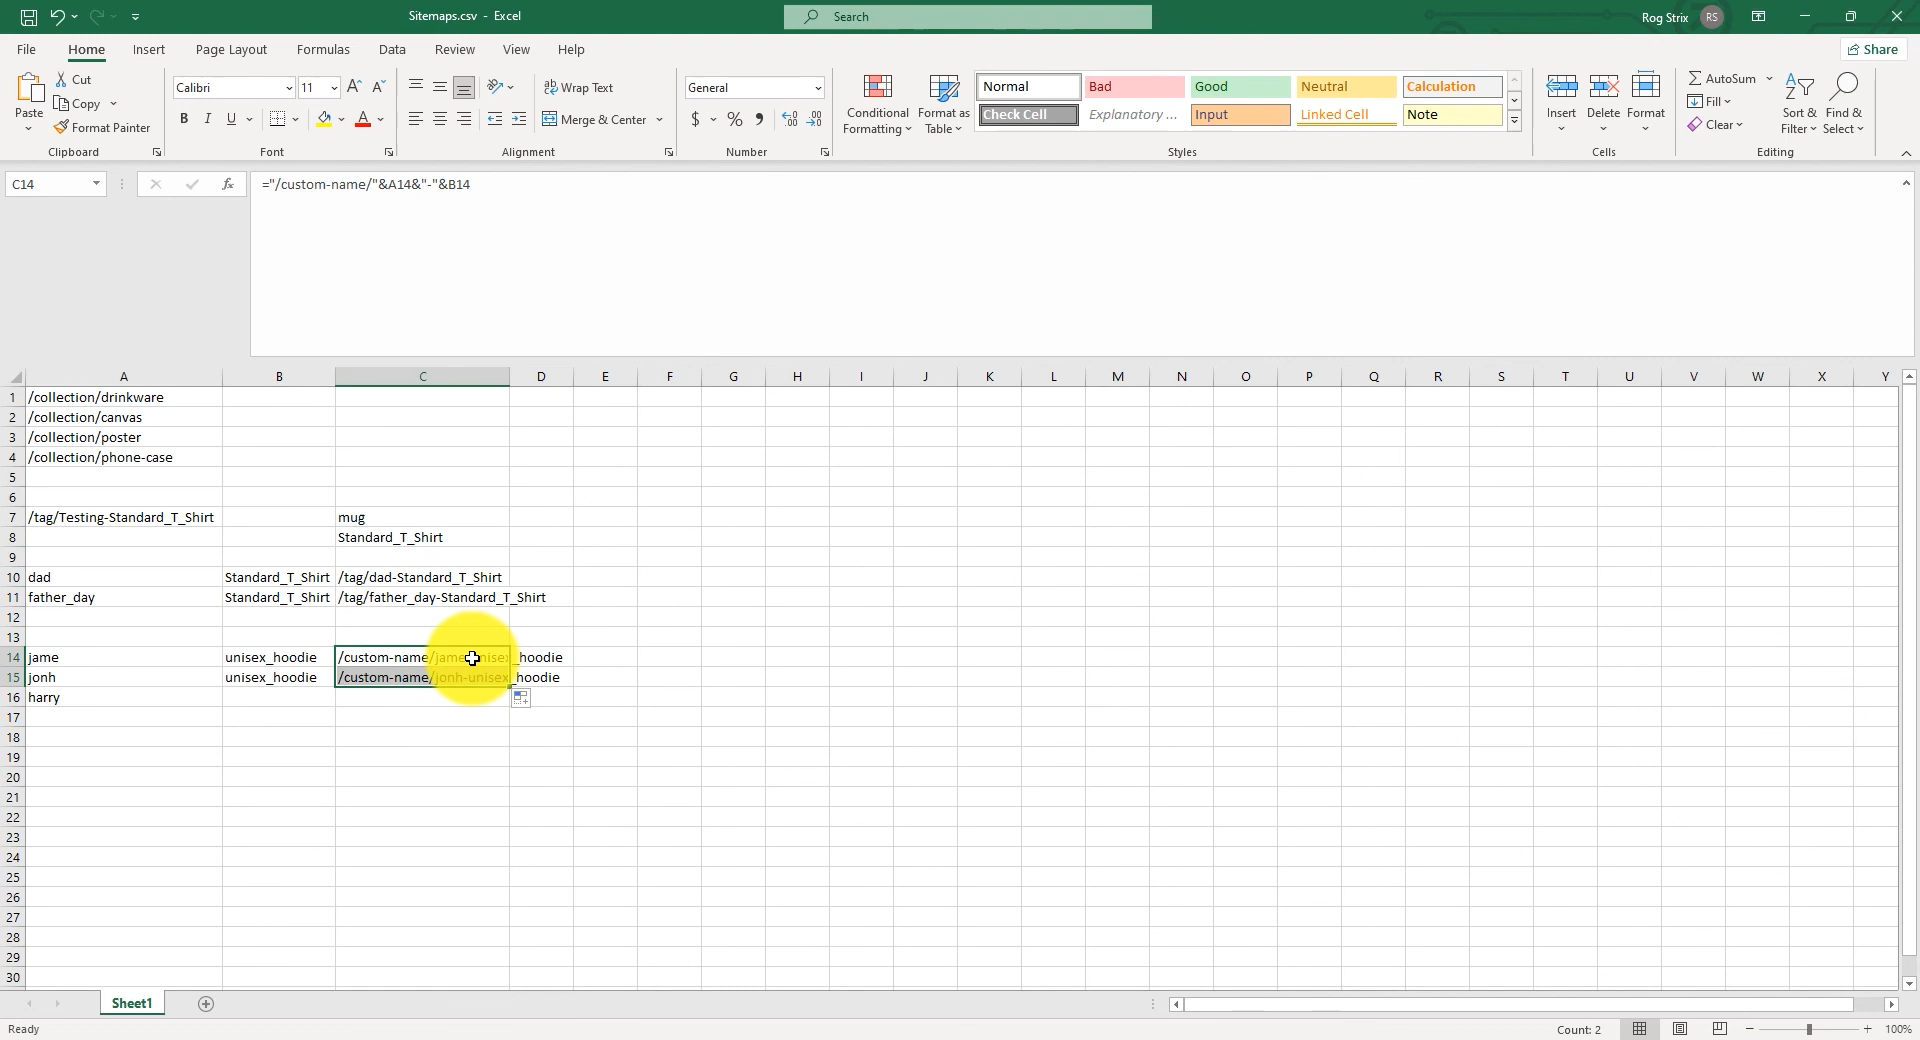 Sitemaps.csv - Excel
Search
Rog Strix RS
File Home Insert Page Layout Formulas Data Review View Help
Share
Paste
Cut
Copy
Format Painter
Clipboard
Calibri 11
B I U
Font
Wrap Text
Merge & Center
Alignment
General
$ % 9
Number
Conditional Formatting
Format as Table
Normal Bad Good Neutral Calculation
Check Cell Explanatory ... Input Linked Cell Note
Styles
Insert Delete Format
Cells
AutoSum
Fill
Clear
Sort & Filter
Find & Select
Editing
C14
fx
="/custom-name/"&A14&"-"&B14
A B C D E F G H I J K L M N O P Q R S T U V W X Y
1 /collection/drinkware
2 /collection/canvas
3 /collection/poster
4 /collection/phone-case
5
6
7 /tag/Testing-Standard_T_Shirt mug
8 Standard_T_Shirt
9
10 dad Standard_T_Shirt /tag/dad-Standard_T_Shirt
11 father_day Standard_T_Shirt /tag/father_day-Standard_T_Shirt
12
13
14 jame unisex_hoodie /custom-name/jame-unisex_hoodie
15 jonh unisex_hoodie /custom-name/jonh-unisex_hoodie
16 harry
17
18
19
20
21
22
23
24
25
26
27
28
29
30
Sheet1
Ready
Count: 2
100%